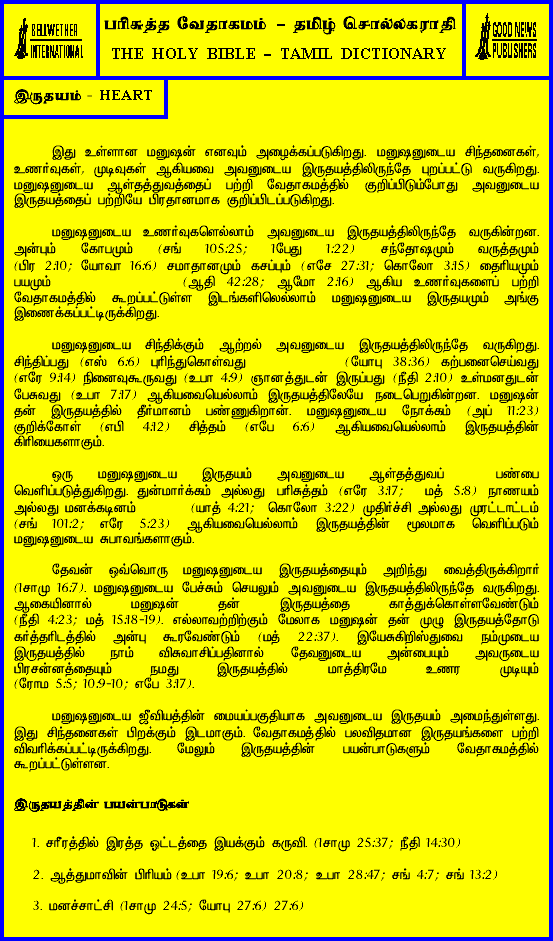 BELLWETHER
INTERNATIONAL
பரிசுத்த வேதாகமம் - தமிழ் சொல்லகராதி
THE HOLY BIBLE - TAMIL DICTIONARY
GOOD NEWS
PUBLISHERS
இருதயம் - HEART
இது உள்ளான மனுஷன் எனவும் அழைக்கப்படுகிறது. மனுஷனுடைய சிந்தனைகள்,
உணர்வுகள், முடிவுகள் ஆகியவை அவனுடைய இருதயத்திலிருந்தே புறப்பட்டு வருகிறது.
மனுஷனுடைய ஆள்தத்துவத்தைப் பற்றி வேதாகமத்தில் குறிப்பிடும்போது அவனுடைய
இருதயத்தைப் பற்றியே பிரதானமாக குறிப்பிடப்படுகிறது.
மனுஷனுடைய உணர்வுகளெல்லாம் அவனுடைய இருதயத்திலிருந்தே வருகின்றன.
அன்பும் கோபமும் (சங் 105:25; 1பேது 1:22) சந்தோஷமும் வருத்தமும்
(பிர 2:10; யோவா 16:6) சமாதானமும் கசப்பும் (எசே 27:31; கொலோ 3:15) தைரியமும்
பயமும் (ஆதி 42:28; ஆமோ 2:16) ஆகிய உணர்வுகளைப் பற்றி
வேதாகமத்தில் கூறப்பட்டுள்ள இடங்களிலெல்லாம் மனுஷனுடைய இருதயமும் அங்கு
இணைக்கப்பட்டிருக்கிறது.
மனுஷனுடைய சிந்திக்கும் ஆற்றல் அவனுடைய இருதயத்திலிருந்தே வருகிறது.
சிந்திப்பது (எஸ் 6:6) புரிந்துகொள்வது (யோபு 38:36) கற்பனைசெய்வது
(எரே 9:14) நினைவுகூருவது (உபா 4:9) ஞானத்துடன் இருப்பது (நீதி 2:10) உள்மனதுடன்
பேசுவது (உபா 7:17) ஆகியவையெல்லாம் இருதயத்திலேயே நடைபெறுகின்றன. மனுஷன்
தன் இருதயத்தில் தீர்மானம் பண்ணுகிறான். மனுஷனுடைய நோக்கம் (அப் 11:23)
குறிக்கோள் (எபி 4:12) சித்தம் (எபே 6:6) ஆகியவையெல்லாம் இருதயத்தின்
கிரியைகளாகும்.
ஒரு மனுஷனுடைய இருதயம் அவனுடைய ஆள்தத்துவப் பண்பை
வெளிப்படுத்துகிறது. துன்மார்க்கம் அல்லது பரிசுத்தம் (எரே 3:17; மத் 5:8) நாணயம்
அல்லது மனக்கடினம் (யாத் 4:21; கொலோ 3:22) முதிர்ச்சி அல்லது முரட்டாட்டம்
(சங் 101:2; எரே 5:23) ஆகியவையெல்லாம் இருதயத்தின் மூலமாக வெளிப்படும்
மனுஷனுடைய சுபாவங்களாகும்.
தேவன் ஒவ்வொரு மனுஷனுடைய இருதயத்தையும் அறிந்து வைத்திருக்கிறார்
(1சாமு 16:7). மனுஷனுடைய பேச்சும் செயலும் அவனுடைய இருதயத்திலிருந்தே வருகிறது.
ஆகையினால் மனுஷன் தன் இருதயத்தை காத்துக்கொள்ளவேண்டும்
(நீதி 4:23; மத் 15:18-19). எல்லாவற்றிற்கும் மேலாக மனுஷன் தன் முழு இருதயத்தோடு
கர்த்தரிடத்தில் அன்பு கூரவேண்டும் (மத் 22:37). இயேசுகிறிஸ்துவை நம்முடைய
இருதயத்தில் நாம் விசுவாசிப்பதினால் தேவனுடைய அன்பையும் அவருடைய
பிரசன்னத்தையும் நமது இருதயத்தில் மாத்திரமே உணர முடியும்
(ரோம 5:5; 10:9-10; எபே 3:17).
மனுஷனுடைய ஜீவியத்தின் மையப்பகுதியாக அவனுடைய இருதயம் அமைந்துள்ளது.
இது சிந்தனைகள் பிறக்கும் இடமாகும். வேதாகமத்தில் பலவிதமான இருதயங்களை பற்றி
விவரிக்கப்பட்டிருக்கிறது. மேலும் இருதயத்தின் பயன்பாடுகளும் வேதாகமத்தில்
கூறப்பட்டுள்ளன.
இருதயத்தின் பயன்பாடுகள்
1. சரீரத்தில் இரத்த ஓட்டத்தை இயக்கும் கருவி. (1சாமு 25:37; நீதி 14:30)
2. ஆத்துமாவின் பிரியம் (உபா 19:6; உபா 20:8; உபா 28:47; சங் 4:7; சங் 13:2)
3. மனச்சாட்சி (1சாமு 24:5; யோபு 27:6) 27:6)